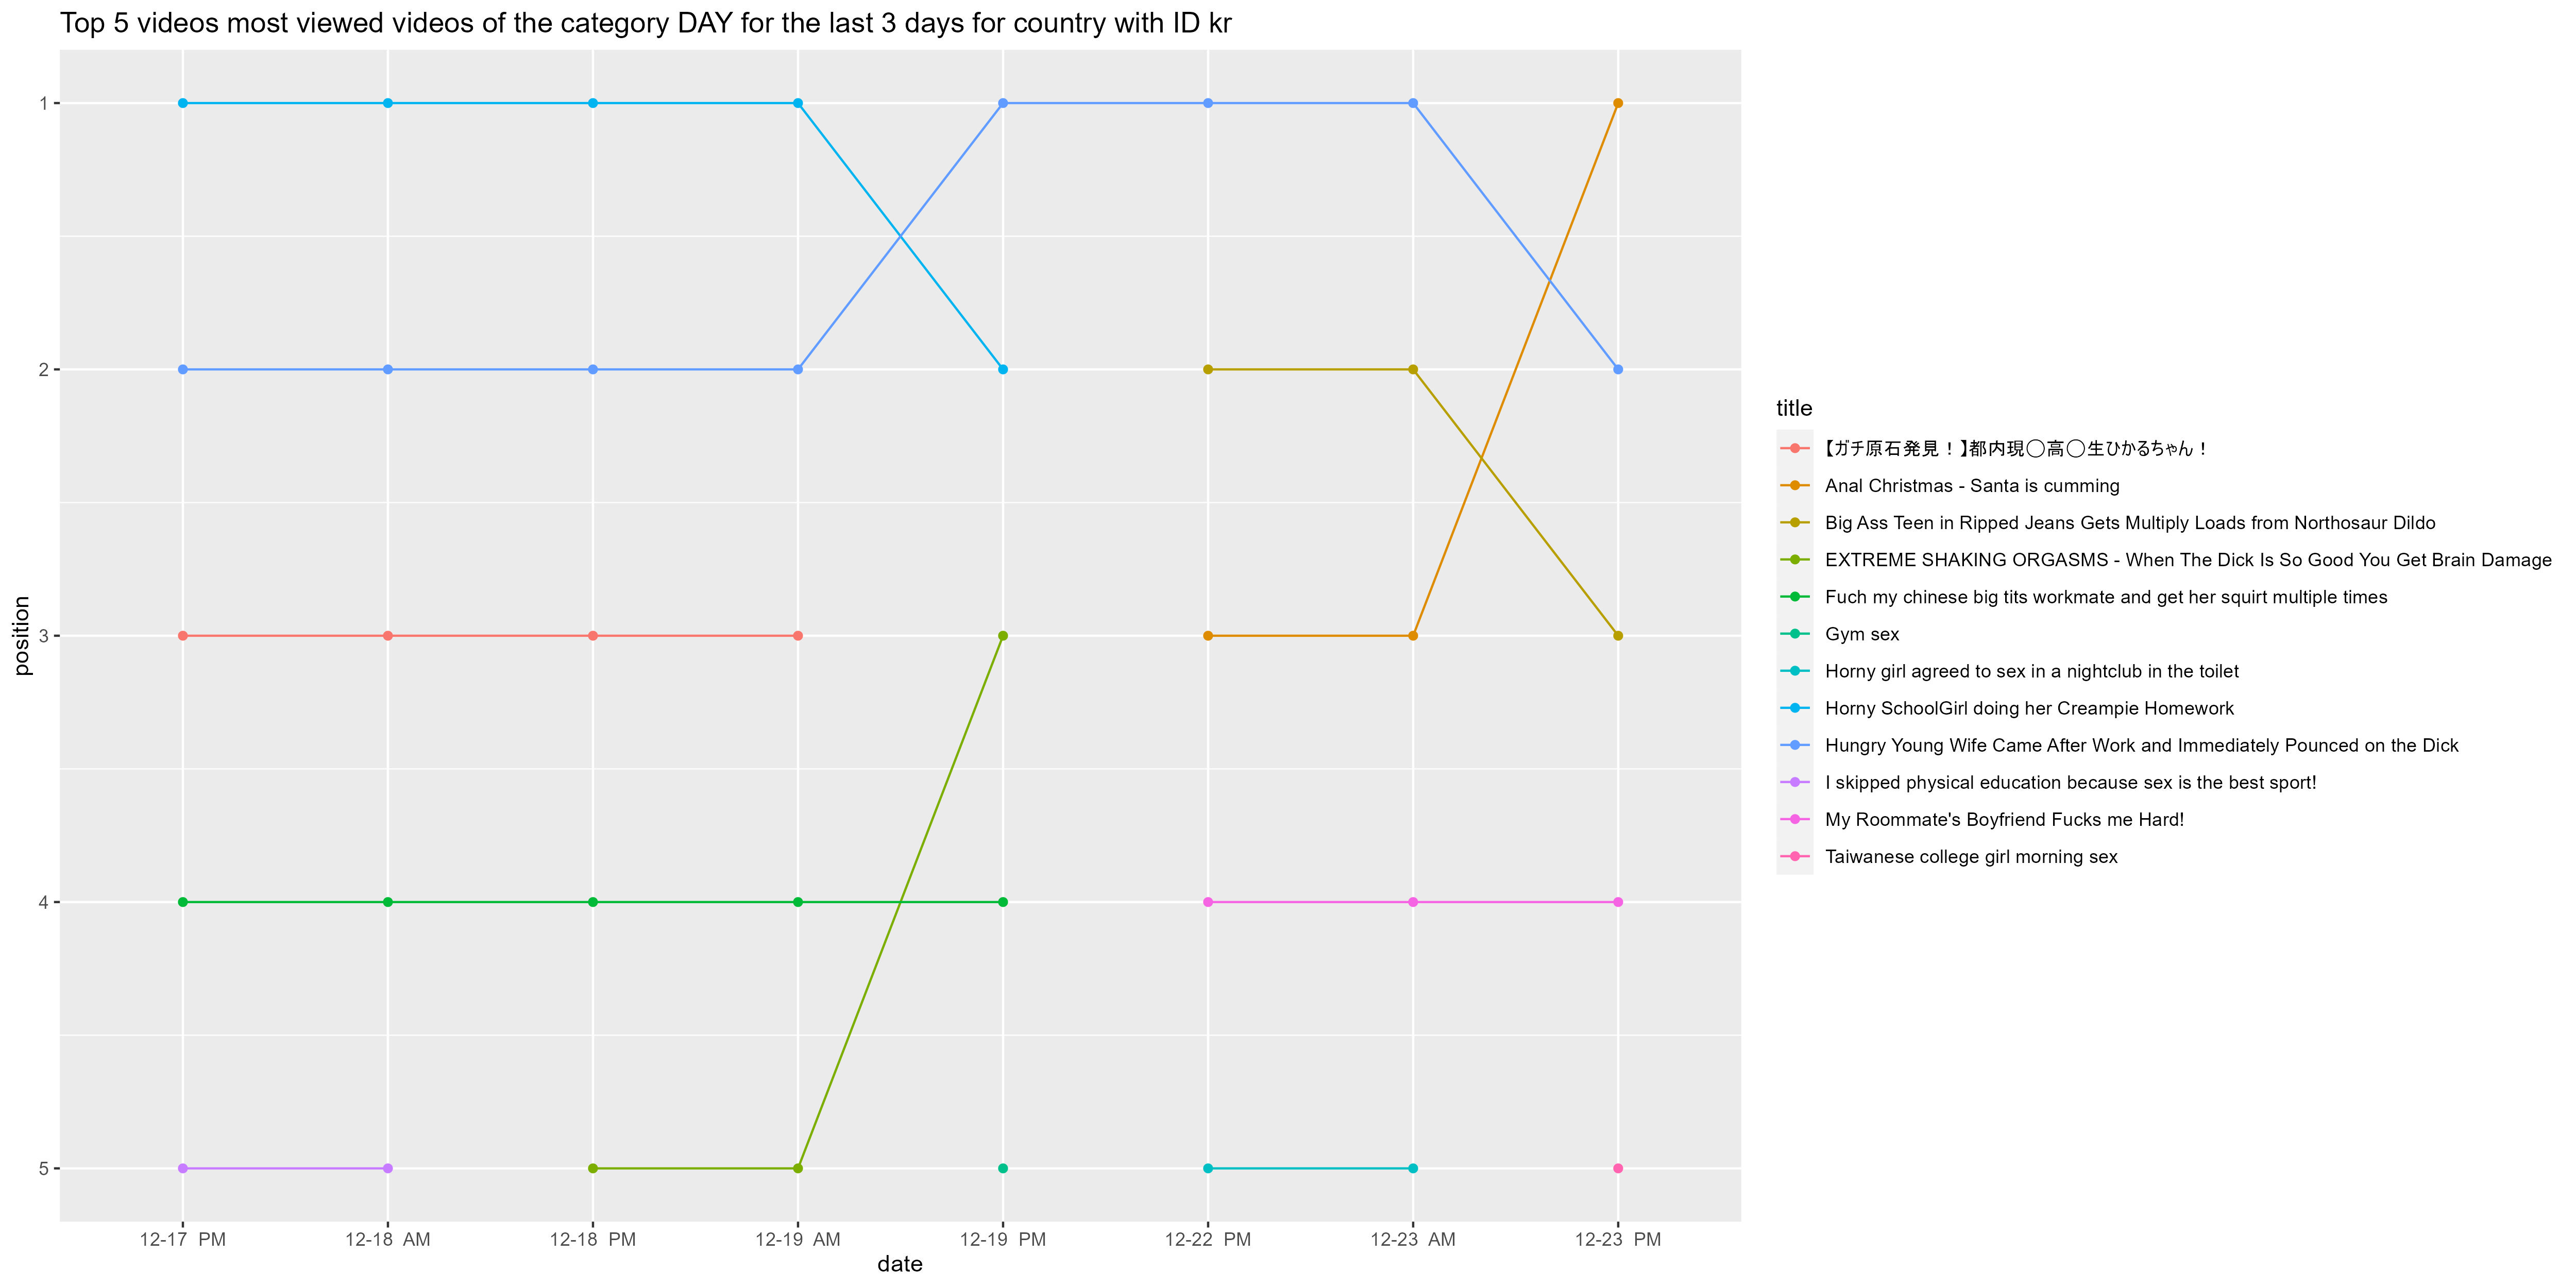 Top 5 videos most viewed videos of the category DAY for the last 3 days for country with ID kr
1
2
3
4
5
position
12-17 PM
12-18 AM
12-18 PM
12-19 AM
12-19 PM
12-22 PM
12-23 AM
12-23 PM
date
title
【ガチ原石発見！】都内現◯高◯生ひかるちゃん！
Anal Christmas - Santa is cumming
Big Ass Teen in Ripped Jeans Gets Multiply Loads from Northosaur Dildo
EXTREME SHAKING ORGASMS - When The Dick Is So Good You Get Brain Damage
Fuch my chinese big tits workmate and get her squirt multiple times
Gym sex
Horny girl agreed to sex in a nightclub in the toilet
Horny SchoolGirl doing her Creampie Homework
Hungry Young Wife Came After Work and Immediately Pounced on the Dick
I skipped physical education because sex is the best sport!
My Roommate's Boyfriend Fucks me Hard!
Taiwanese college girl morning sex